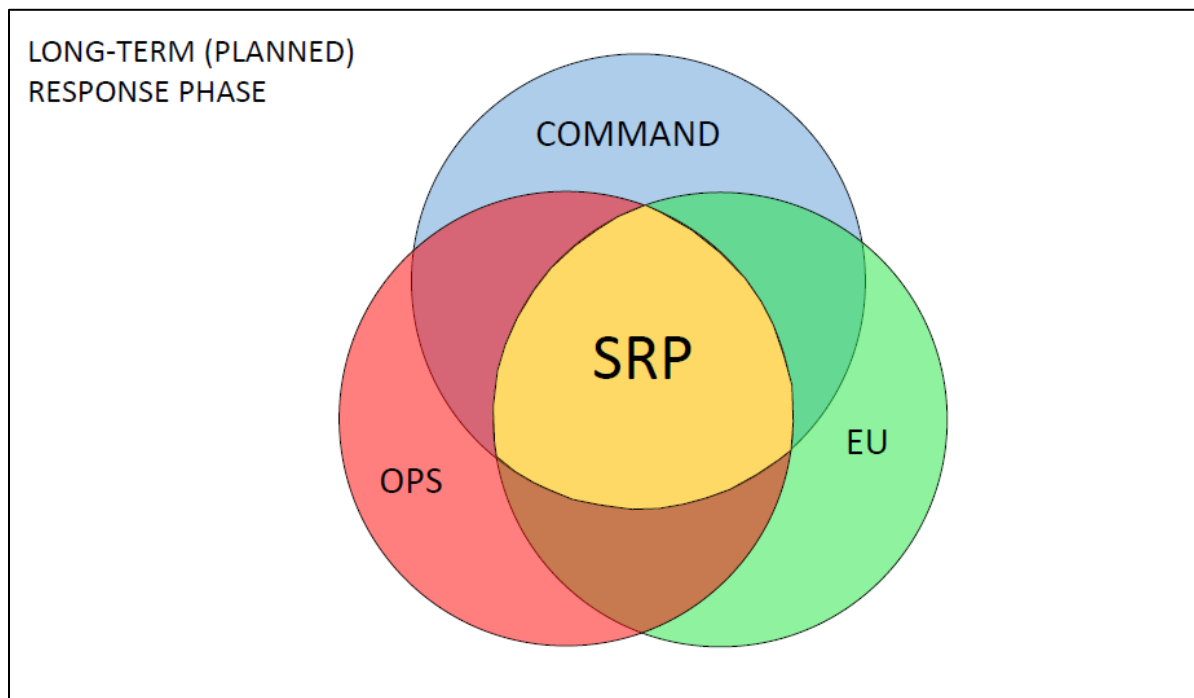 LONG-TERM (PLANNED)
RESPONSE PHASE
COMMAND
SRP
EU
OPS